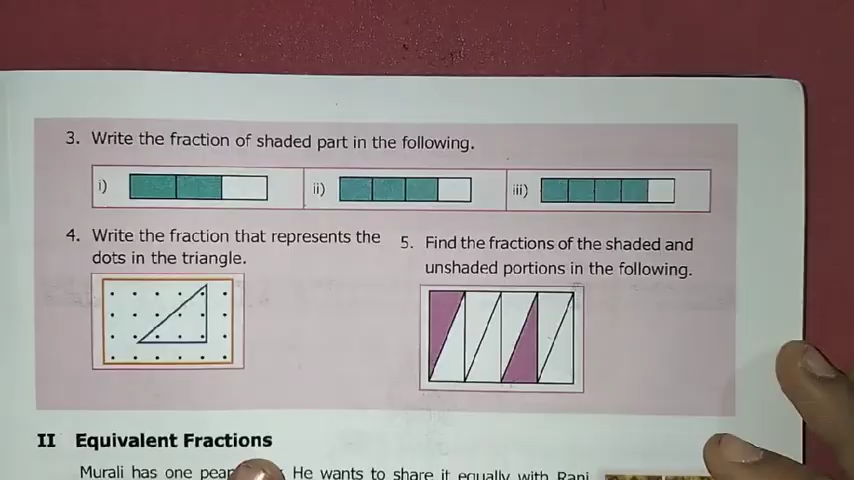 3. Write the fraction of shaded part in the following.
i) ii) iii)
4. Write the fraction that represents the
dots in the triangle.
5. Find the fractions of the shaded and
unshaded portions in the following.
II Equivalent Fractions
Murali has one He wants to share it equally with Rani